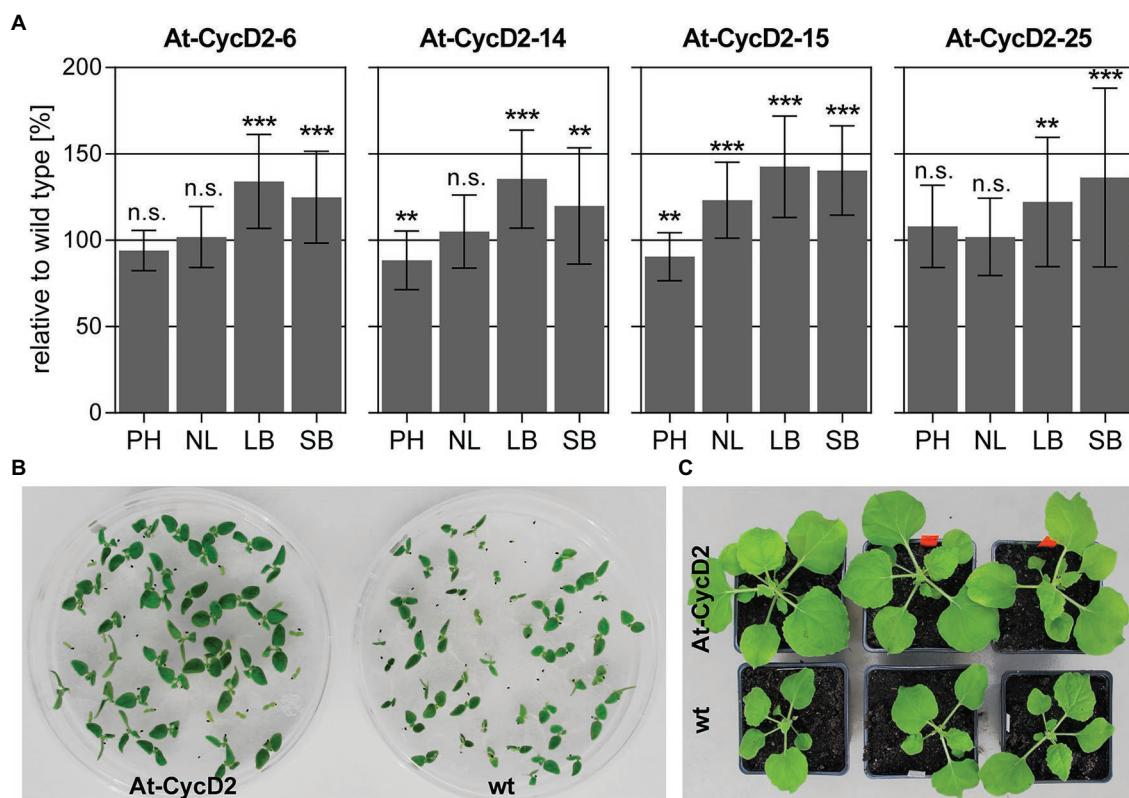 A
At-CycD2-6 At-CycD2-14 At-CycD2-15 At-CycD2-25
relative to wild type [%]
200
150
100
50
0
n.s. n.s. *** ***
** n.s. *** **
** *** *** ***
n.s. n.s. ** ***
PH NL LB SB PH NL LB SB PH NL LB SB PH NL LB SB
B
At-CycD2 wt
C
At-CycD2
wt